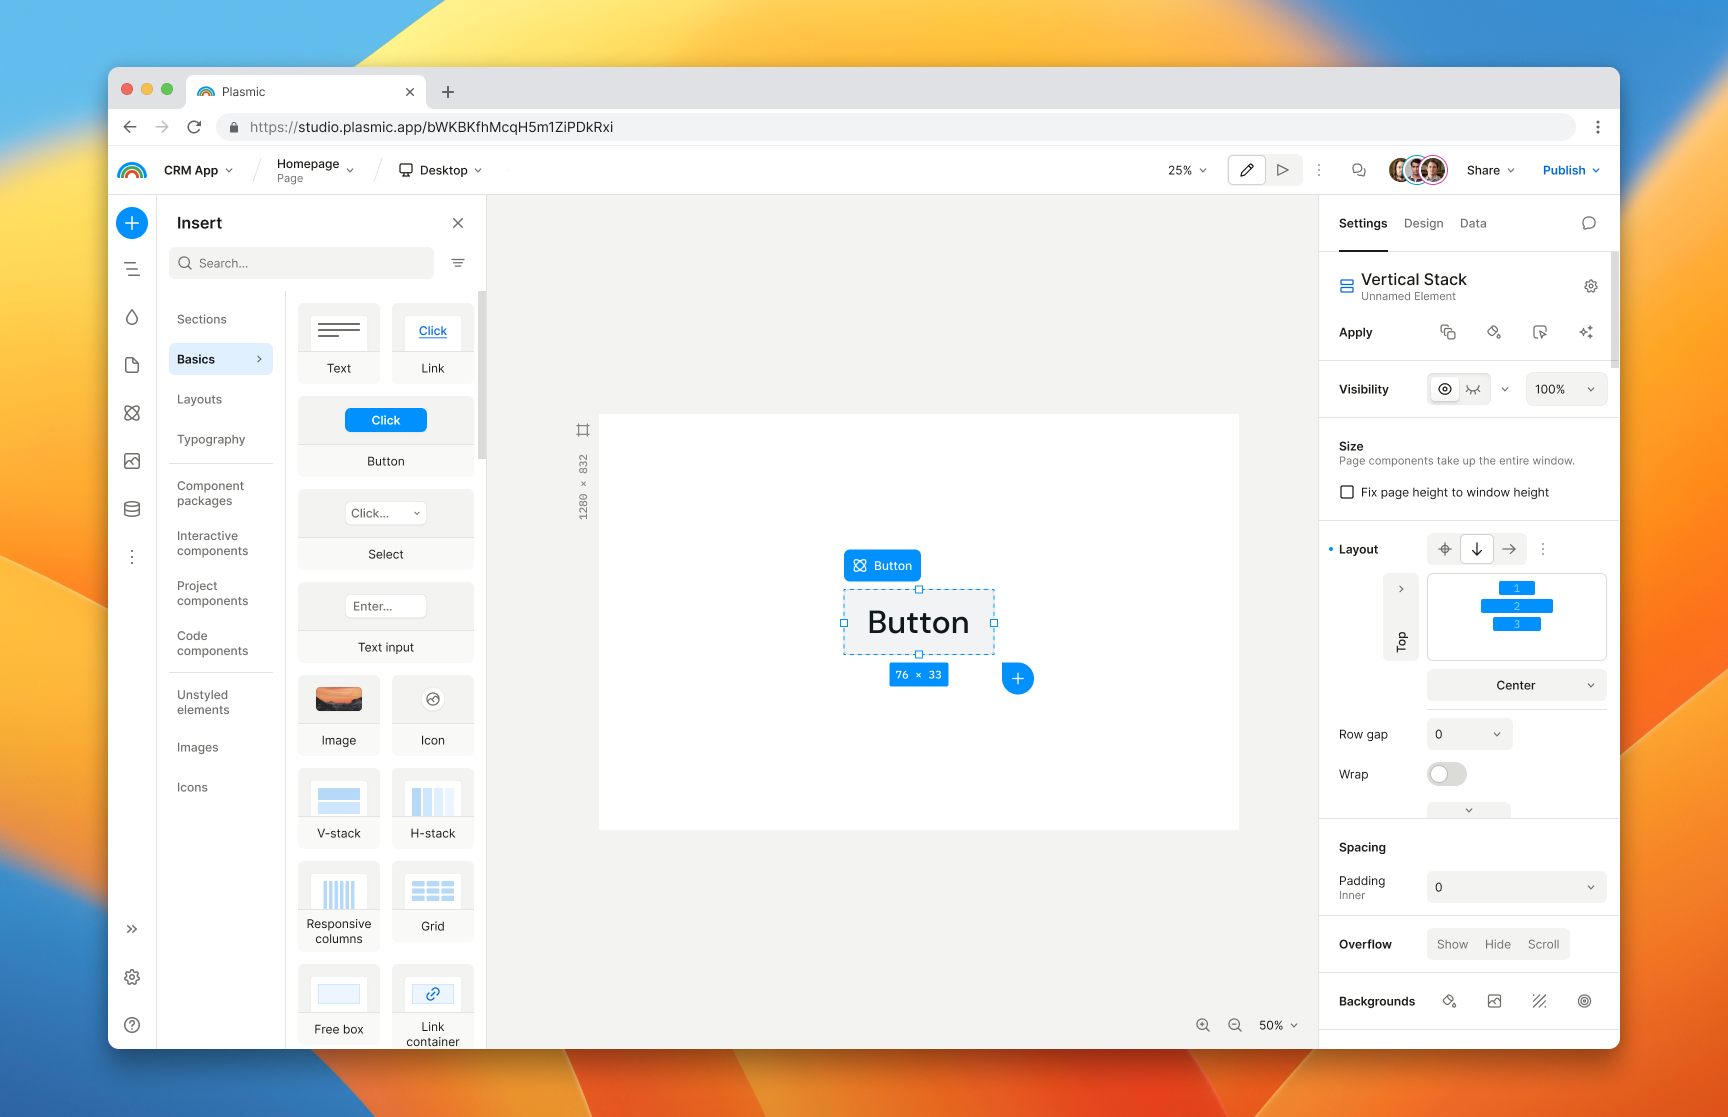 Plasmic
https://studio.plasmic.app/bWKBKfhMcqH5m1ZiPDkRxi
CRM App
Homepage
Page
Desktop
25%
Share
Publish
Insert
Search...
Sections
Basics
Layouts
Typography
Component
packages
Interactive
components
Project
components
Code
components
Unstyled
elements
Images
Icons
Text
Click
Link
Click
Button
Click...
Select
Enter...
Text input
Image
Icon
V-stack
H-stack
Responsive
columns
Grid
Free box
Link
container
1280 × 832
Button
Button
76 × 33
50%
Settings
Design
Data
Vertical Stack
Unnamed Element
Apply
Visibility
100%
Size
Page components take up the entire window.
Fix page height to window height
Layout
Top
1
2
3
Center
Row gap
0
Wrap
Spacing
Padding
Inner
0
Overflow
Show
Hide
Scroll
Backgrounds